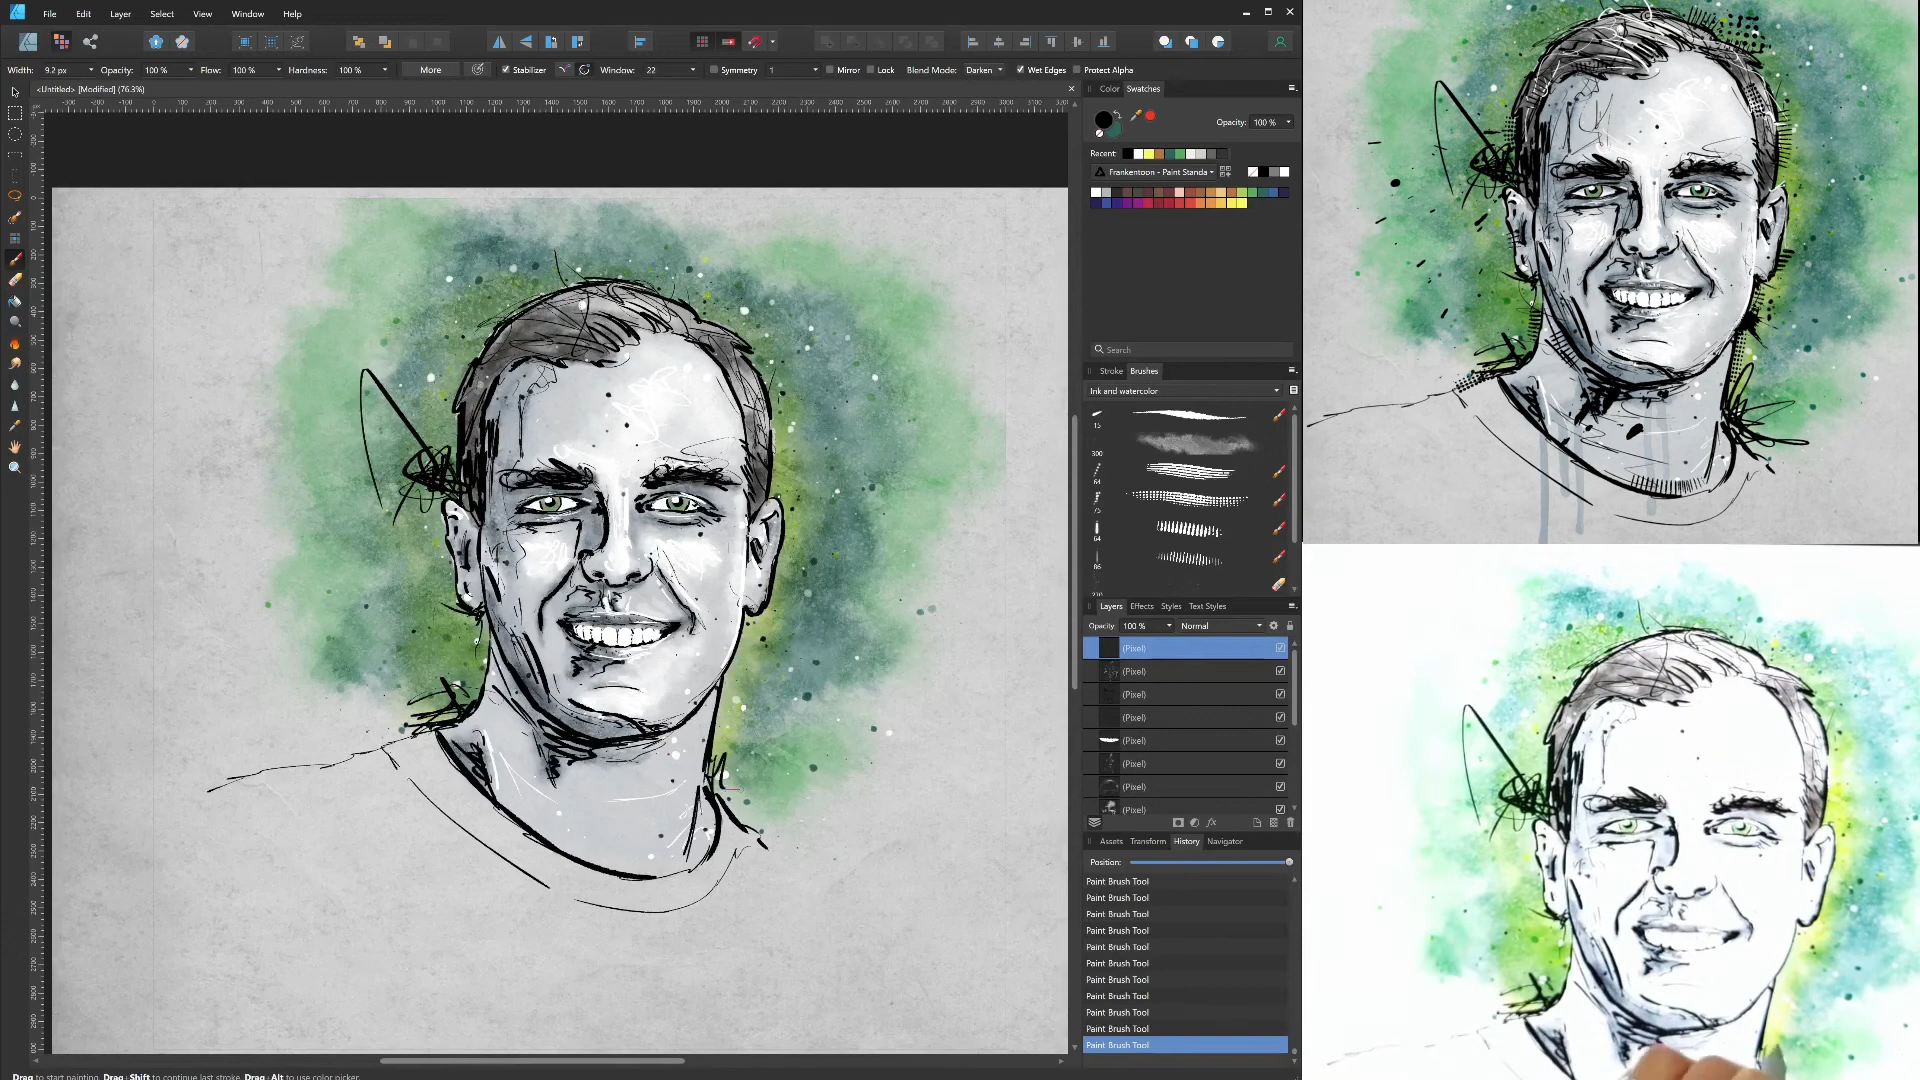 File Edit Layer Select View Window Help
Width: 9.2 px Opacity: 100 % Flow: 100 % Hardness: 100 % More Stabilizer Window: 22 Symmetry 1 Mirror Lock Blend Mode: Darken Wet Edges Protect Alpha
<Untitled> [Modified] (76.3%)
Color Swatches
Opacity: 100 %
Recent:
Frankentoon - Paint Standa
Search
Stroke Brushes
Ink and watercolor
15
300
64
75
64
86
Layers Effects Styles Text Styles
Opacity: 100 % Normal
(Pixel)
(Pixel)
(Pixel)
(Pixel)
(Pixel)
(Pixel)
(Pixel)
(Pixel)
Assets Transform History Navigator
Position:
Paint Brush Tool
Paint Brush Tool
Paint Brush Tool
Paint Brush Tool
Paint Brush Tool
Paint Brush Tool
Paint Brush Tool
Paint Brush Tool
Paint Brush Tool
Paint Brush Tool
Paint Brush Tool
Drag to start painting. Drag+Shift to continue last stroke. Drag+Alt to use color picker.